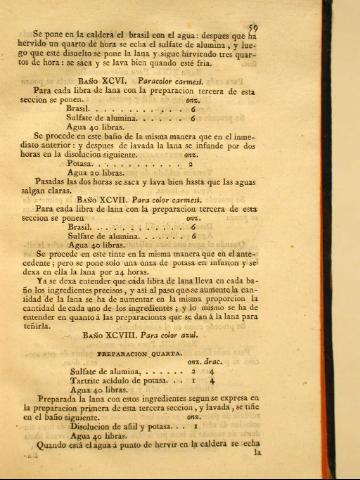 59
Se pone en la caldera el brasil con el agua: despues que ha
hervido un quarto de hora se echa el sulfate de alumina, y lue-
go que esté disuelto se pone la lana y sigue hirviendo tres quar-
tos de hora: se saca y se lava bien quando esté fria.
BAÑO XCVI. Para color carmesi.
Para cada libra de lana con la preparacion tercera de esta
seccion se ponen. onz.
Brasil. . . . . . . . . . . . 6
Sulfate de alumina. . . . . . . 6
Agua 40 libras.
Se procede en este baño de la misma manera que en el inme-
diato anterior: y despues de lavada la lana se infunde por dos
horas en la disolucion siguiente. onz.
Potasa. . . . . . . . . . . . 2
Agua 20 libras.
Pasadas las dos horas se saca y lava bien hasta que las aguas
salgan claras.
BAÑO XCVII. Para color carmesi.
Para cada libra de lana con la preparacion tercera de esta
seccion se ponen onz.
Brasil. . . . . . . . . . . . 6
Sulfate de alumina. . . . . . . 6
Agua 40 libras.
Se procede en este tinte en la misma manera que en el ante-
cedente; pero se pone solo una onza de potasa en infusion y se
dexa en ella la lana por 24 horas.
Ya se dexa entender que cada libra de lana lleva en cada ba-
ño los ingredientes precisos, y asi al paso que se aumente la can-
tidad de la lana se ha de aumentar en la misma proporcion la
cantidad de cada uno de los ingredientes; y lo mismo se ha de
entender en quanto á las preparaciones que se dan á la lana para
teñirla.
BAÑO XCVIII. Para color azul.
PREPARACION QUARTA.
onz. drac.
Sulfate de alumina. . . . . . 2 4
Tartrite acidulo de potasa. . . 1 4
Agua 40 libras.
Preparada la lana con estos ingredientes segun se expresa en
la preparacion primera de esta tercera seccion, y lavada, se tiñe
en el baño siguiente. onz.
Disolucion de añil y potasa. . . 1
Agua 40 libras.
Quando está el agua á punto de hervir en la caldera se echa
la